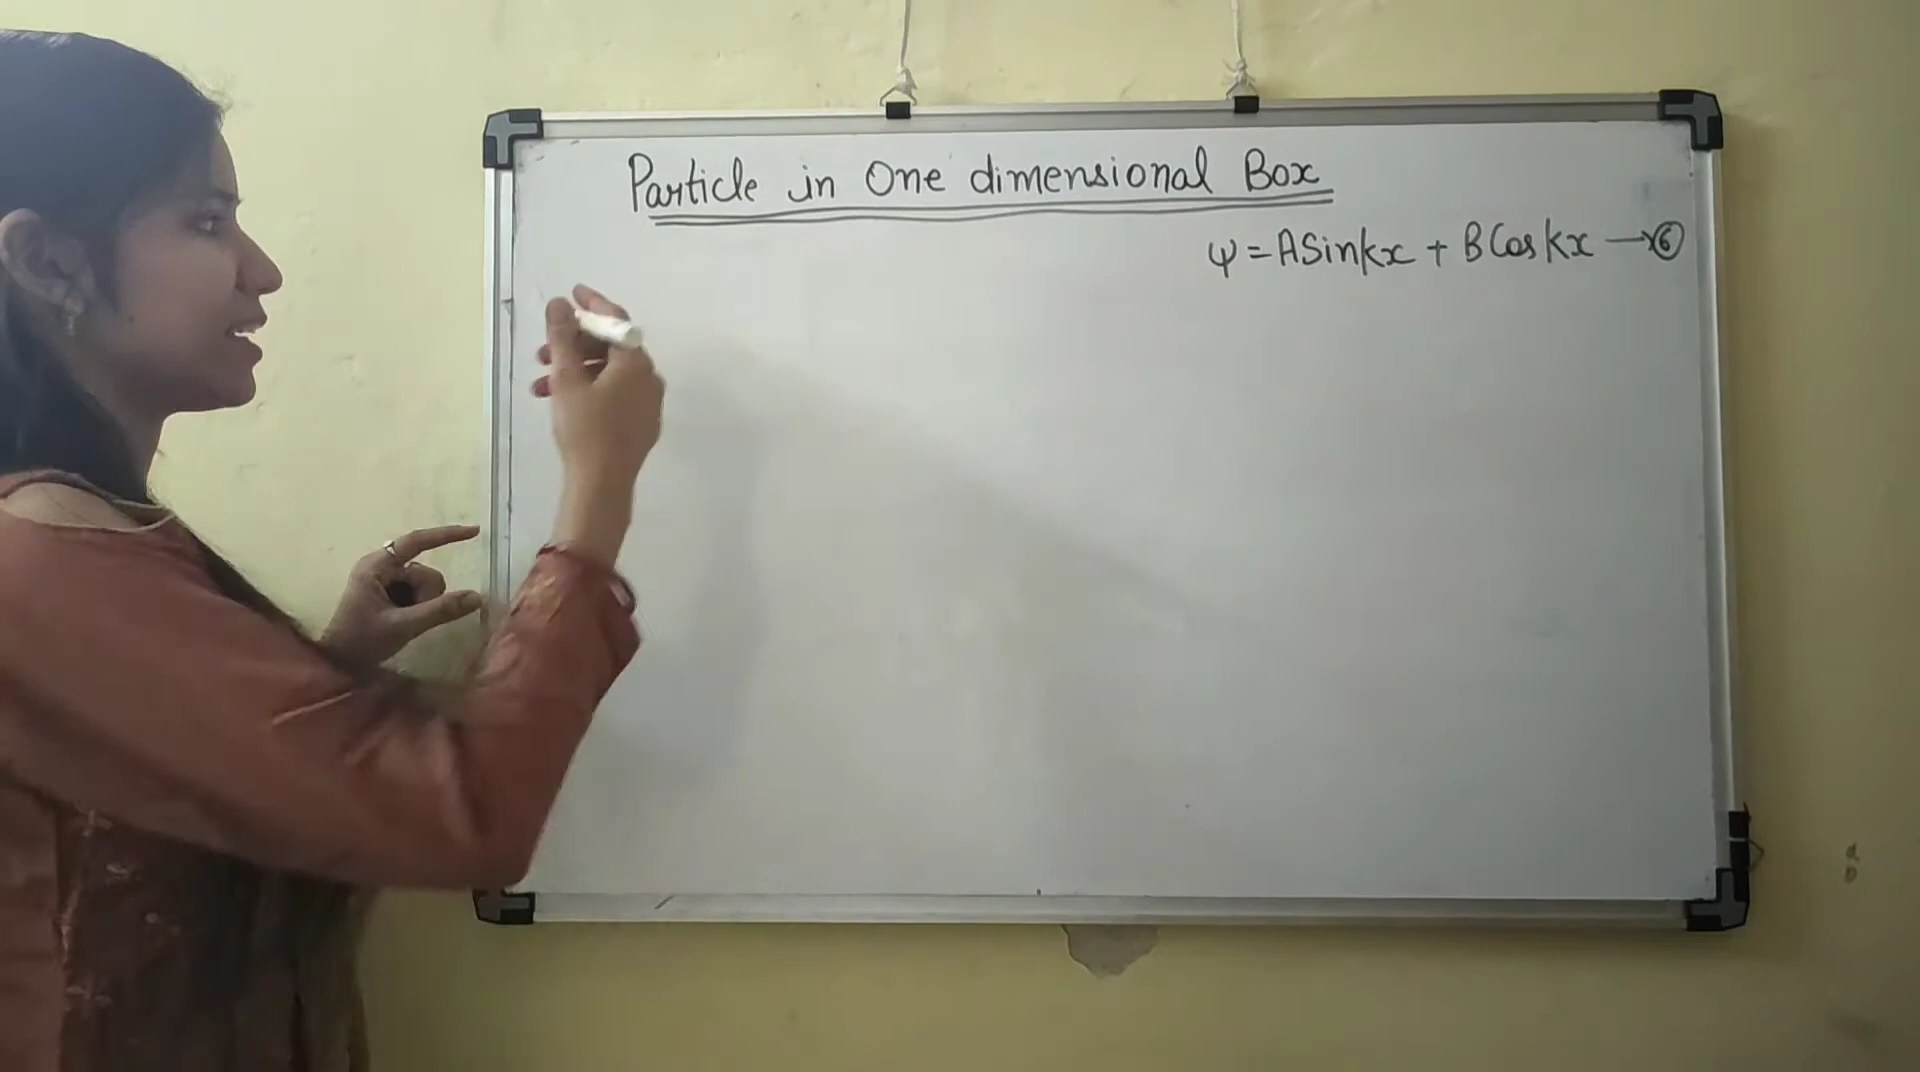 Particle in One dimensional Box
ψ = ASinkx + BCoskx →⑥